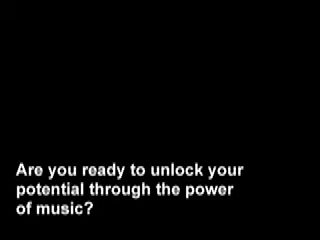 Are you ready to unlock your
potential through the power
of music?